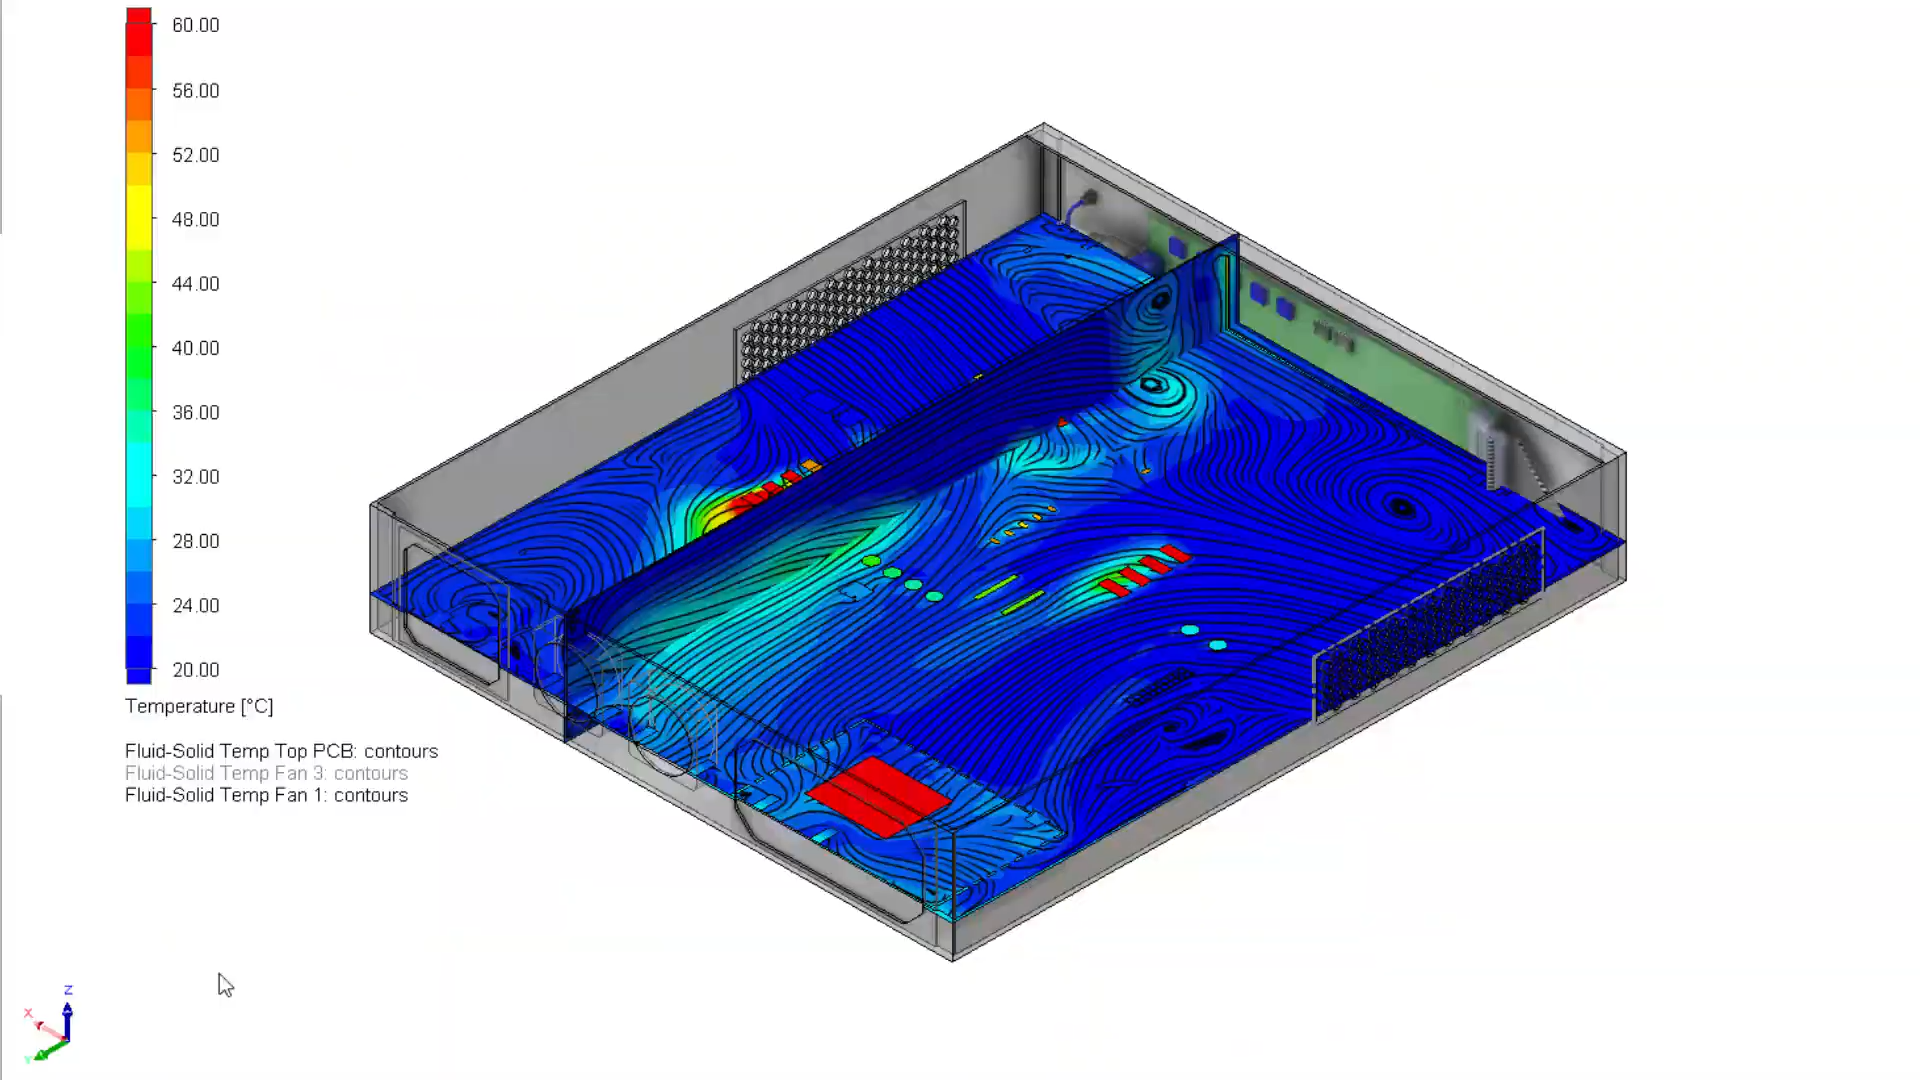 60.00
56.00
52.00
48.00
44.00
40.00
36.00
32.00
28.00
24.00
20.00
Temperature [°C]
Fluid-Solid Temp Top PCB: contours
Fluid-Solid Temp Fan 3: contours
Fluid-Solid Temp Fan 1: contours
Z
X
Y